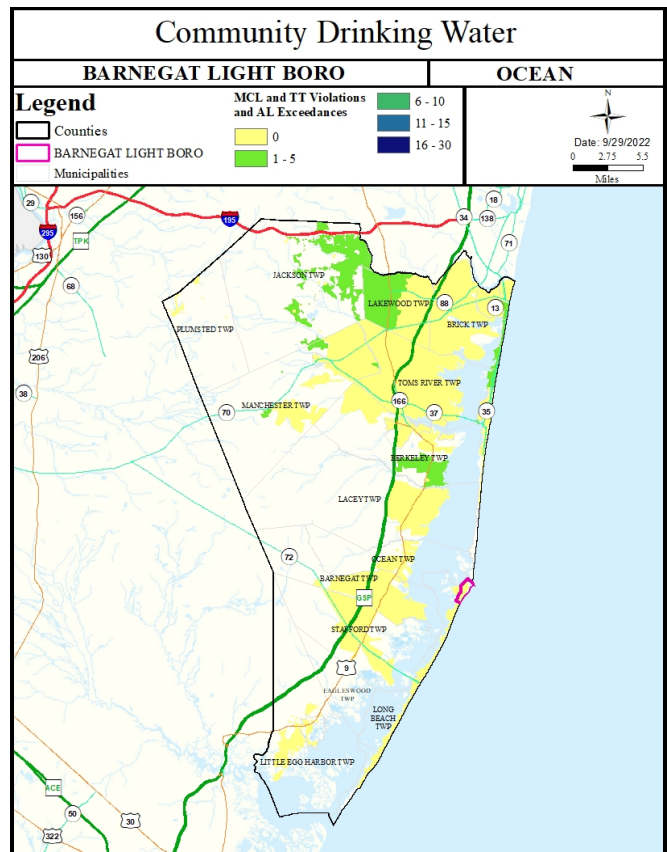 Community Drinking Water
BARNEGAT LIGHT BORO
OCEAN
Legend
Counties
BARNEGAT LIGHT BORO
Municipalities
MCL and TT Violations
and AL Exceedances
0
1 - 5
6 - 10
11 - 15
16 - 30
N
Date: 9/29/2022
0 2.75 5.5
Miles
29
156
295
TPK
130
68
206
38
195
34
18
138
71
JACKSON TWP
LAKEWOOD TWP
88
13
BRICK TWP
PLUMSTED TWP
TOMS RIVER TWP
MANCHESTER TWP
70
166
37
35
BERKELEY TWP
LACEY TWP
72
OCEAN TWP
BARNEGAT TWP
GSP
STAFFORD TWP
9
EAGLESWOOD
TWP
LONG
BEACH
TWP
LITTLE EGG HARBOR TWP
ACE
50
30
322